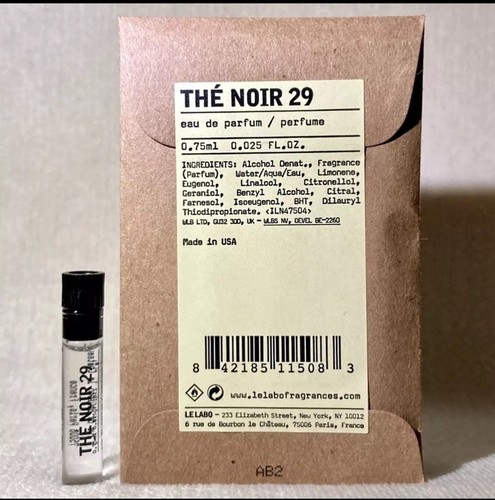 THÉ NOIR 29
eau de parfum / perfume
0.75ml 0.025 FL.OZ.
INGREDIENTS: Alcohol Denat., Fragrance
(Parfum), Water/Aqua/Eau, Limonene,
Eugenol, Linalool, Citronellol,
Geraniol, Benzyl Alcohol, Citral,
Farnesol, Isoeugenol, BHT, Dilauryl
Thiodipropionate. <ILN47504>
WLB LTD, GU32 3QD, UK - WLBS NV, DEVEL BE-2260
Made in USA
8 42185 11508 3
www.lelabofragrances.com
LE LABO - 233 Elizabeth Street, New York, NY 10012
6 rue de Bourbon le Château, 75006 Paris, France
AB2
THÉ NOIR 29